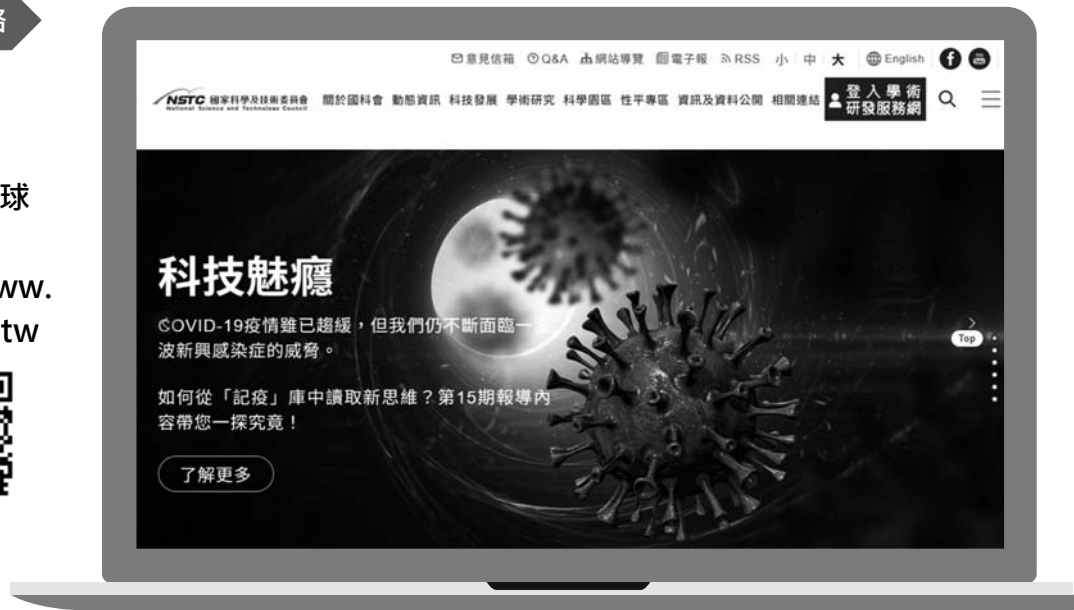 路
球
ww.
tw
意見信箱 Q&A 網站導覽 電子報 RSS 小 中 大 English
NSTC 國家科學及技術委員會
National Science and Technology Council
關於國科會 動態資訊 科技發展 學術研究 科學園區 性平專區 資訊及資料公開 相關連結
登入學術
研發服務網
科技魅癮
COVID-19疫情雖已趨緩，但我們仍不斷面臨一波
波新興感染症的威脅。
如何從「記疫」庫中讀取新思維？第15期報導內
容帶您一探究竟！
了解更多
Top